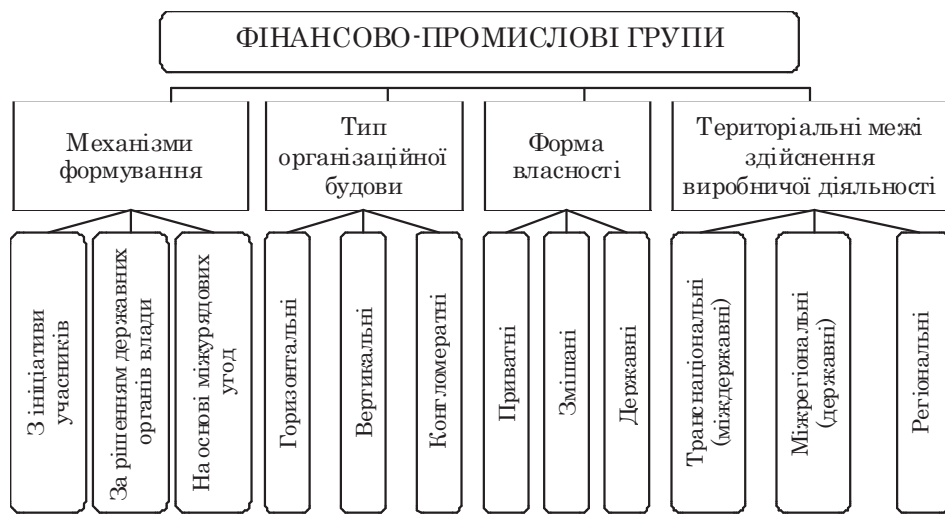 ФІНАНСОВО-ПРОМИСЛОВІ ГРУПИ
Механізми
формування
Тип
організаційної
будови
Форма
власності
Територіальні межі
здійснення
виробничої діяльності
З ініціативи
учасників
За рішенням державних
органів влади
На основі міжурядових
угод
Горизонтальні
Вертикальні
Конгломератні
Приватні
Змішані
Державні
Транснаціональні
(міждержавні)
Міжрегіональні
(державні)
Регіональні